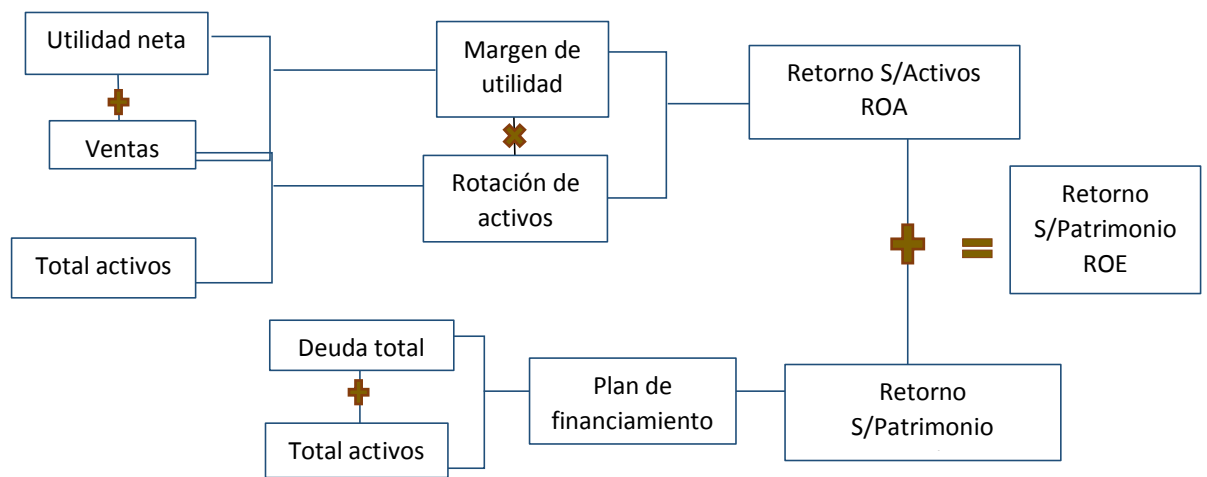 Utilidad neta
Ventas
Total activos
Margen de
utilidad
Rotación de
activos
Retorno S/Activos
ROA
Retorno
S/Patrimonio
ROE
Deuda total
Total activos
Plan de
financiamiento
Retorno
S/Patrimonio